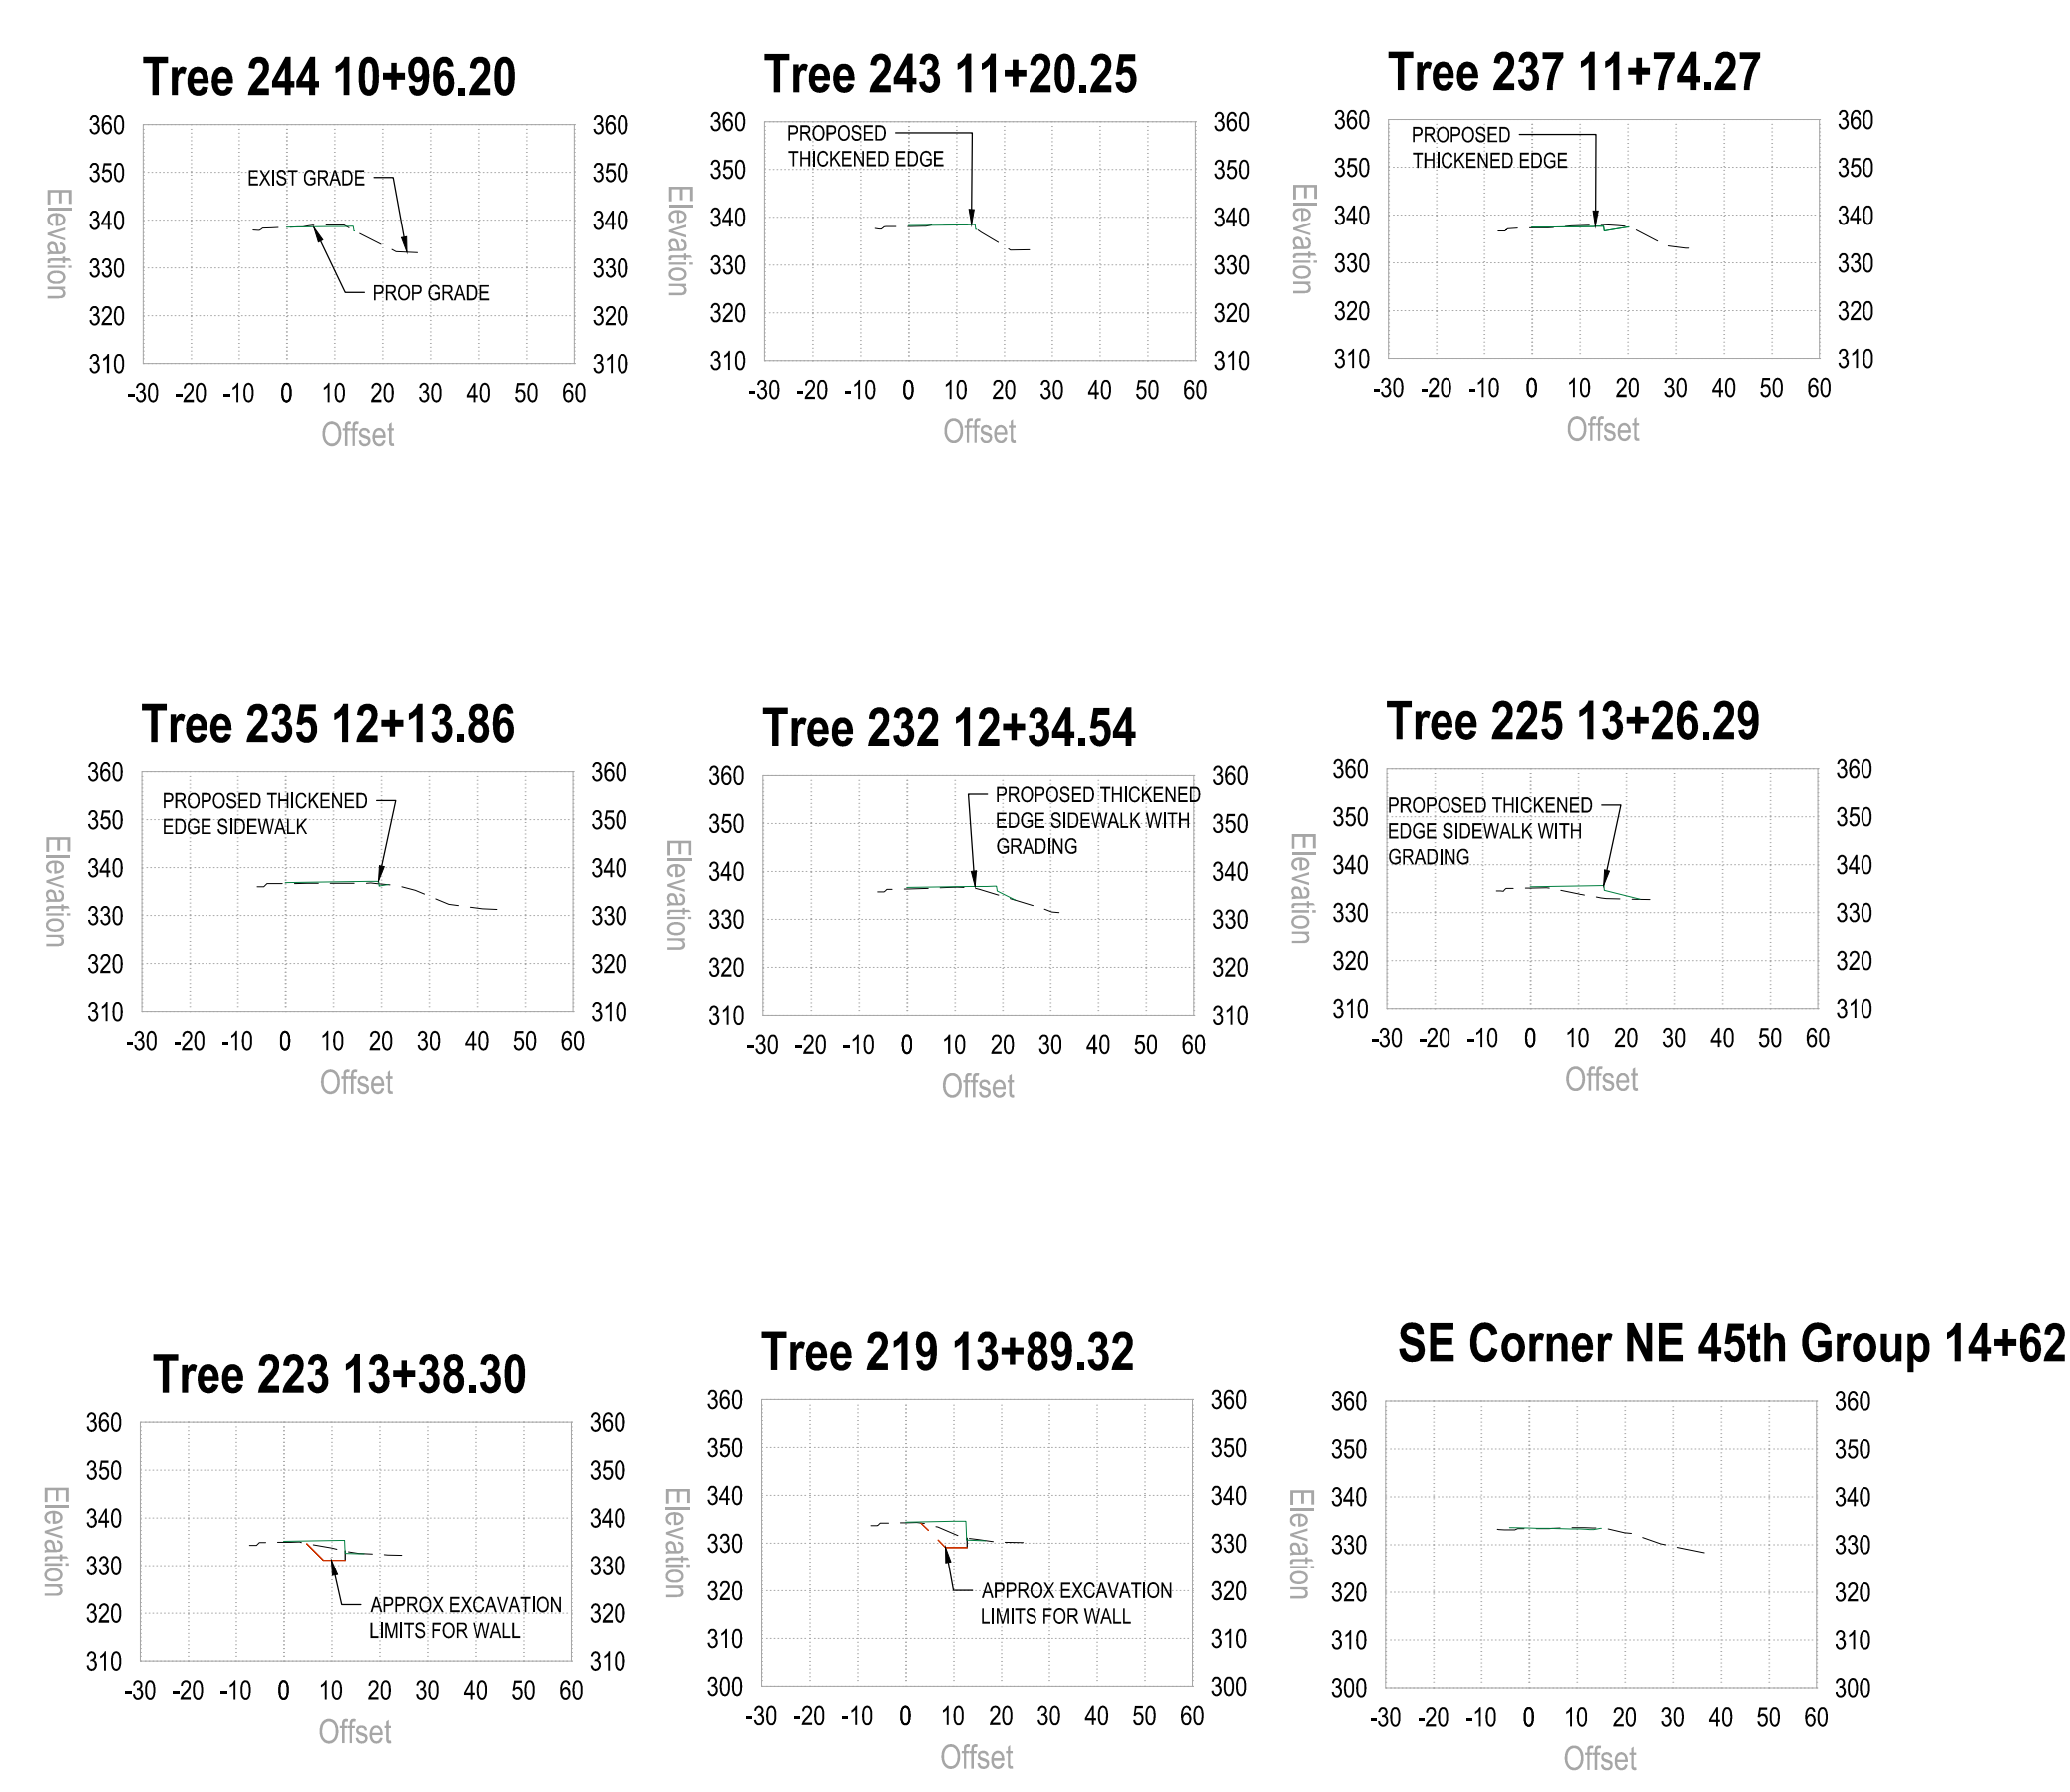 Tree 244 10+96.20
360 360
350 350
340 340
330 330
320 320
310 310
EXIST GRADE
PROP GRADE
Elevation
-30 -20 -10 0 10 20 30 40 50 60
Offset
Tree 243 11+20.25
360 360
350 350
340 340
330 330
320 320
310 310
PROPOSED
THICKENED EDGE
Elevation
-30 -20 -10 0 10 20 30 40 50 60
Offset
Tree 237 11+74.27
360 360
350 350
340 340
330 330
320 320
310 310
PROPOSED
THICKENED EDGE
Elevation
-30 -20 -10 0 10 20 30 40 50 60
Offset
Tree 235 12+13.86
360 360
350 350
340 340
330 330
320 320
310 310
PROPOSED THICKENED
EDGE SIDEWALK
Elevation
-30 -20 -10 0 10 20 30 40 50 60
Offset
Tree 232 12+34.54
360 360
350 350
340 340
330 330
320 320
310 310
PROPOSED THICKENED
EDGE SIDEWALK WITH
GRADING
Elevation
-30 -20 -10 0 10 20 30 40 50 60
Offset
Tree 225 13+26.29
360 360
350 350
340 340
330 330
320 320
310 310
PROPOSED THICKENED
EDGE SIDEWALK WITH
GRADING
Elevation
-30 -20 -10 0 10 20 30 40 50 60
Offset
Tree 223 13+38.30
360 360
350 350
340 340
330 330
320 320
310 310
APPROX EXCAVATION
LIMITS FOR WALL
Elevation
-30 -20 -10 0 10 20 30 40 50 60
Offset
Tree 219 13+89.32
360 360
350 350
340 340
330 330
320 320
310 310
300 300
APPROX EXCAVATION
LIMITS FOR WALL
Elevation
-30 -20 -10 0 10 20 30 40 50 60
Offset
SE Corner NE 45th Group 14+62
360 360
350 350
340 340
330 330
320 320
310 310
300 300
Elevation
-30 -20 -10 0 10 20 30 40 50 60
Offset